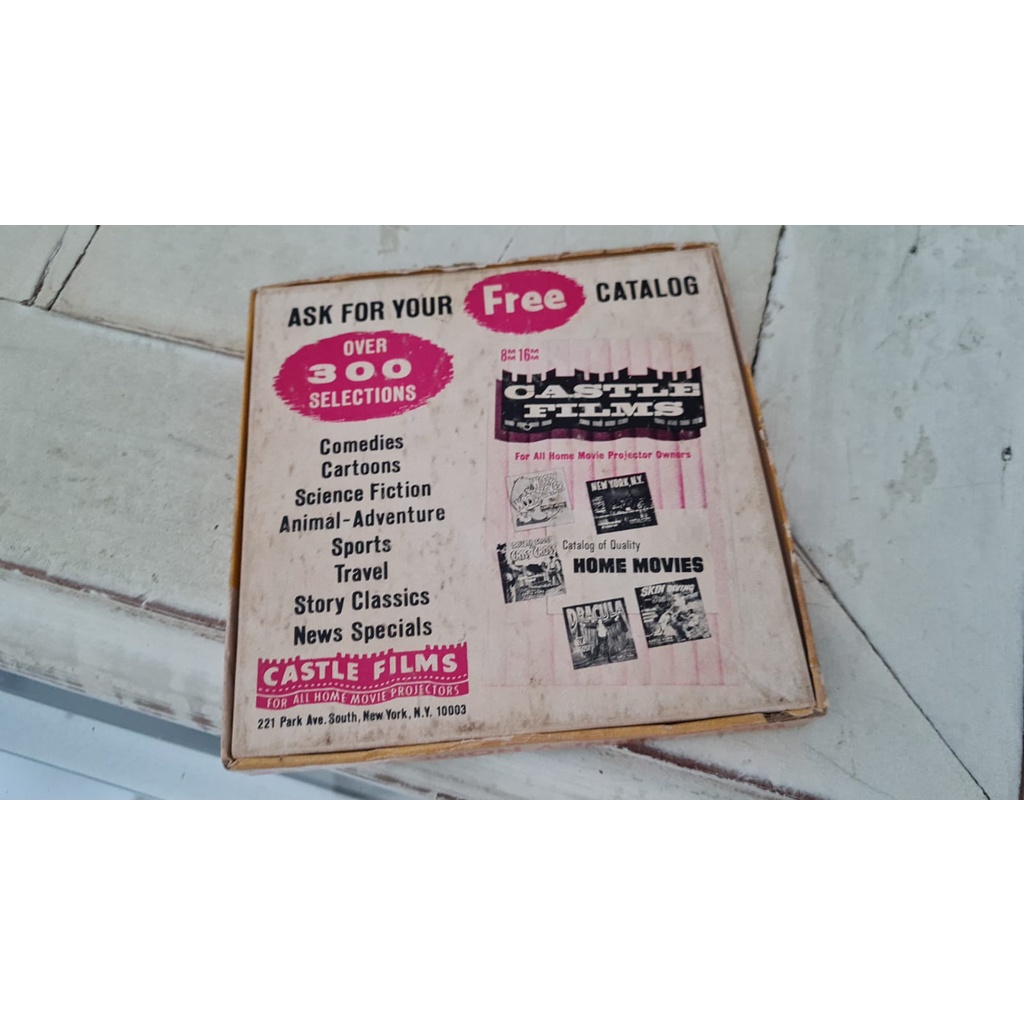 ASK FOR YOUR Free CATALOG
OVER
300
SELECTIONS
Comedies
Cartoons
Science Fiction
Animal-Adventure
Sports
Travel
Story Classics
News Specials
CASTLE FILMS
FOR ALL HOME MOVIE PROJECTORS
221 Park Ave. South, New York, N.Y. 10003
8MM 16MM
CASTLE
FILMS
For All Home Movie Projector Owners
NEW YORK, N.Y.
Catalog of Quality
HOME MOVIES
DRACULA
SKIN DIVING